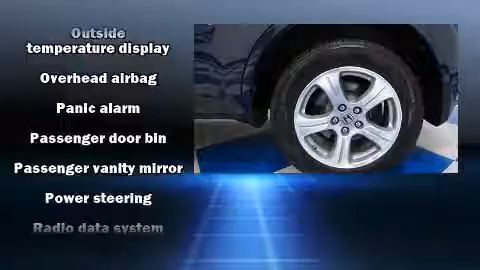 Outside
temperature display
Overhead airbag
Panic alarm
Passenger door bin
Passenger vanity mirror
Power steering
Radio data system